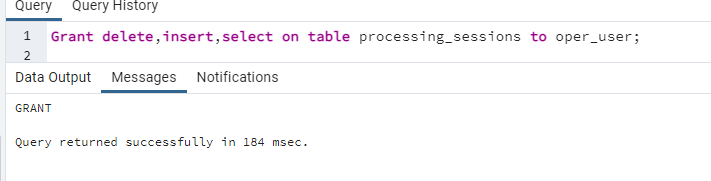 Query Query History
1 Grant delete,insert,select on table processing_sessions to oper_user;
2
Data Output Messages Notifications
GRANT
Query returned successfully in 184 msec.